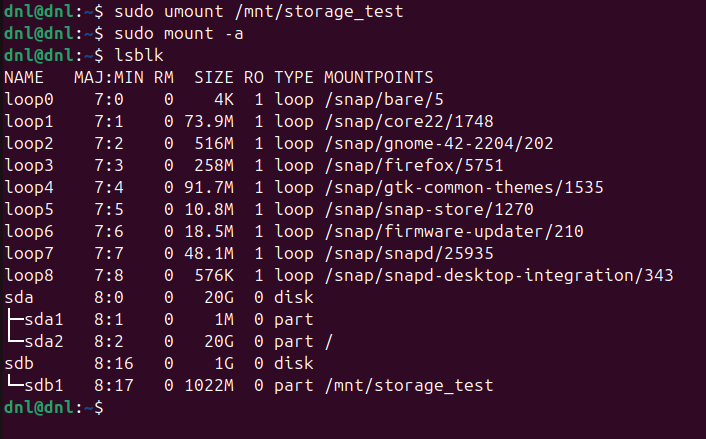 dnl@dnl:~$ sudo umount /mnt/storage_test
dnl@dnl:~$ sudo mount -a
dnl@dnl:~$ lsblk
NAME   MAJ:MIN RM  SIZE RO TYPE MOUNTPOINTS
loop0    7:0    0    4K  1 loop /snap/bare/5
loop1    7:1    0 73.9M  1 loop /snap/core22/1748
loop2    7:2    0  516M  1 loop /snap/gnome-42-2204/202
loop3    7:3    0  258M  1 loop /snap/firefox/5751
loop4    7:4    0 91.7M  1 loop /snap/gtk-common-themes/1535
loop5    7:5    0 10.8M  1 loop /snap/snap-store/1270
loop6    7:6    0 18.5M  1 loop /snap/firmware-updater/210
loop7    7:7    0 48.1M  1 loop /snap/snapd/25935
loop8    7:8    0  576K  1 loop /snap/snapd-desktop-integration/343
sda      8:0    0   20G  0 disk
├─sda1   8:1    0    1M  0 part
└─sda2   8:2    0   20G  0 part /
sdb      8:16   0    1G  0 disk
└─sdb1   8:17   0 1022M  0 part /mnt/storage_test
dnl@dnl:~$